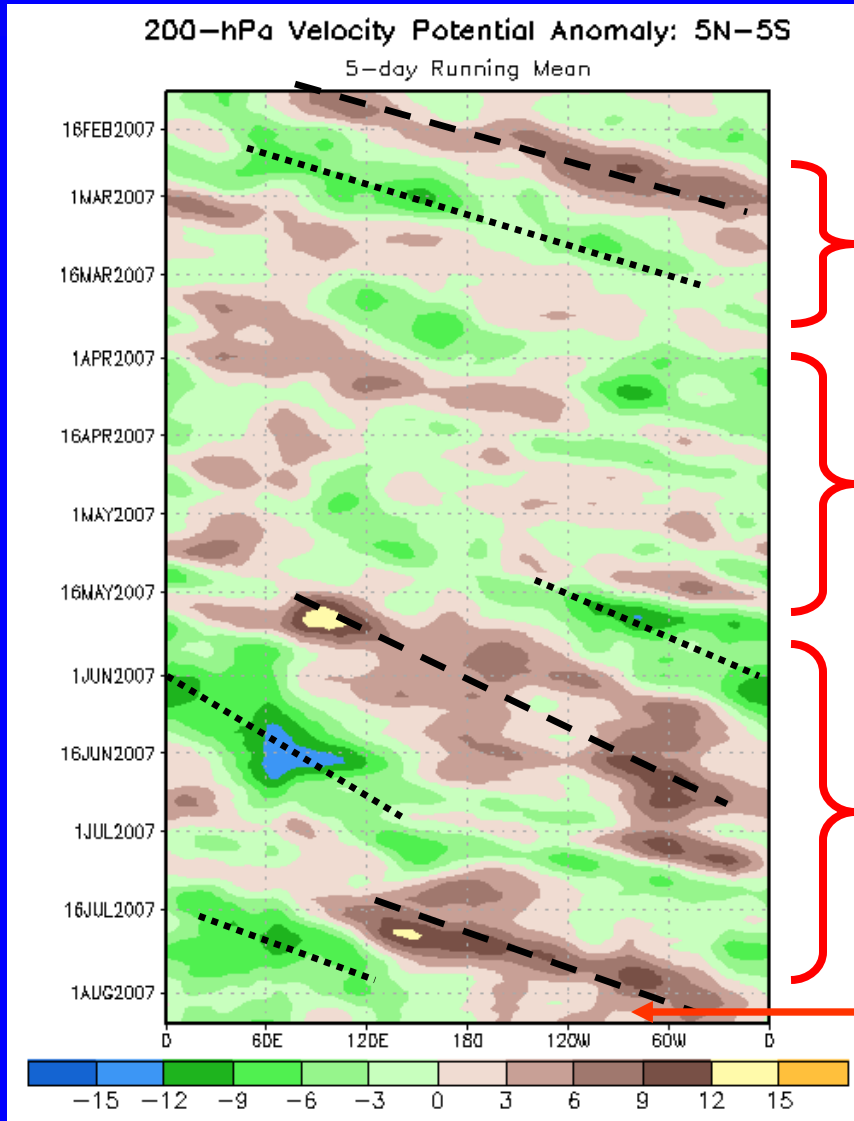 200-hPa Velocity Potential Anomaly: 5N-5S
5-day Running Mean
16FEB2007
1MAR2007
16MAR2007
1APR2007
16APR2007
1MAY2007
16MAY2007
1JUN2007
16JUN2007
1JUL2007
16JUL2007
1AUG2007
0 60E 120E 180 120W 60W 0
-15 -12 -9 -6 -3 0 3 6 9 12 15